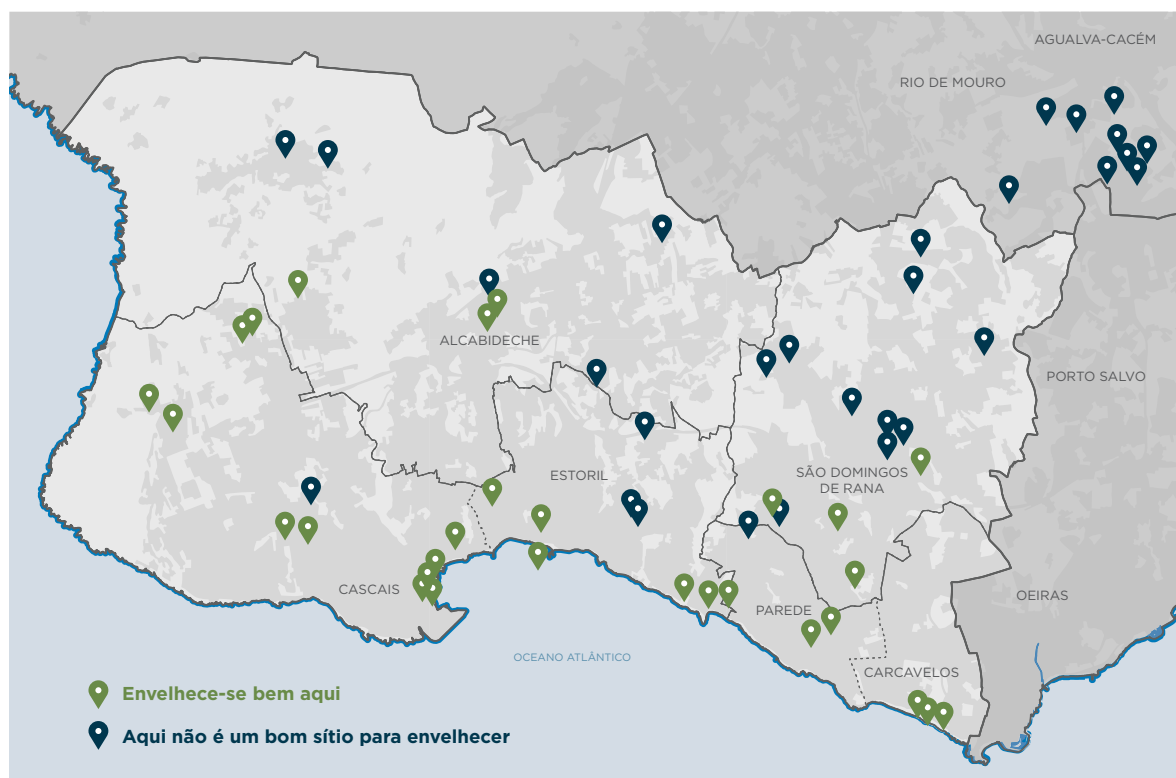 AGUALVA-CACÉM
RIO DE MOURO
ALCABIDECHE
PORTO SALVO
ESTORIL
SÃO DOMINGOS
DE RANA
CASCAIS
PAREDE
OEIRAS
OCEANO ATLÂNTICO
CARCAVELOS
Envelhece-se bem aqui
Aqui não é um bom sítio para envelhecer